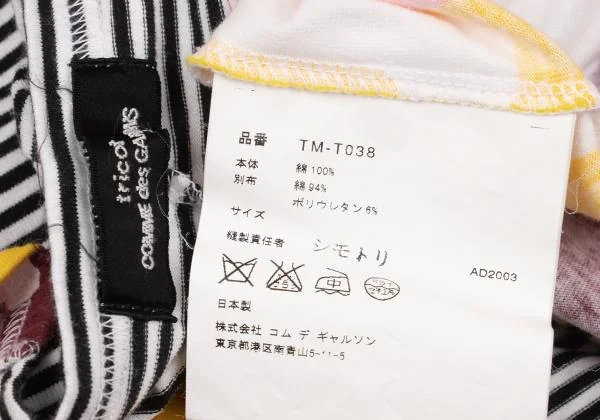 tricot
COMME des GARÇONS
品番 TM-T038
本体 綿 100%
別布 綿 94%
ポリウレタン 6%
サイズ
縫製責任者 シモトリ
AD2003
日本製
株式会社 コム デ ギャルソン
東京都港区南青山5-11-5